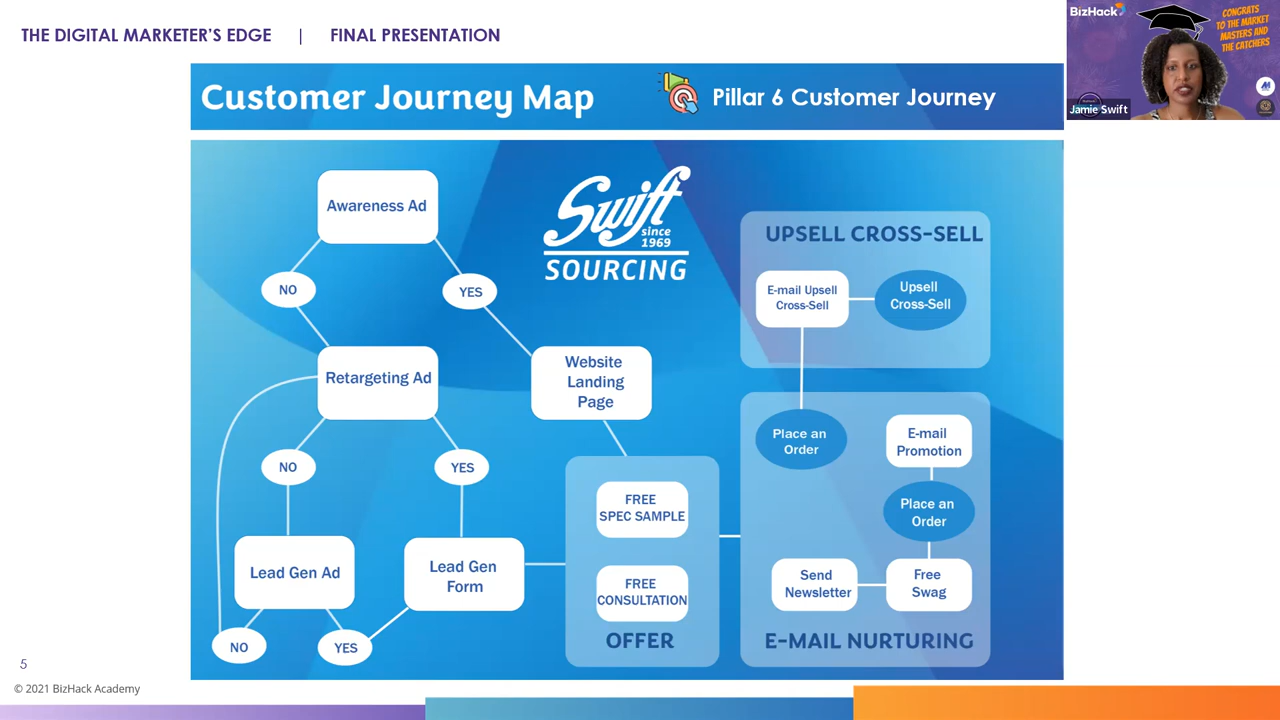 THE DIGITAL MARKETER'S EDGE | FINAL PRESENTATION
BizHack
CONGRATS
TO THE MARKET
MASTERS AND
THE CATCHERS
Jamie Swift
Customer Journey Map
Pillar 6 Customer Journey
Awareness Ad
NO
YES
Swift
since
1969
SOURCING
Retargeting Ad
Website
Landing
Page
NO
YES
Lead Gen Ad
Lead Gen
Form
NO
YES
FREE
SPEC SAMPLE
FREE
CONSULTATION
OFFER
UPSELL CROSS-SELL
E-mail Upsell
Cross-Sell
Upsell
Cross-Sell
Place an
Order
E-mail
Promotion
Place an
Order
Send
Newsletter
Free
Swag
E-MAIL NURTURING
5
© 2021 BizHack Academy